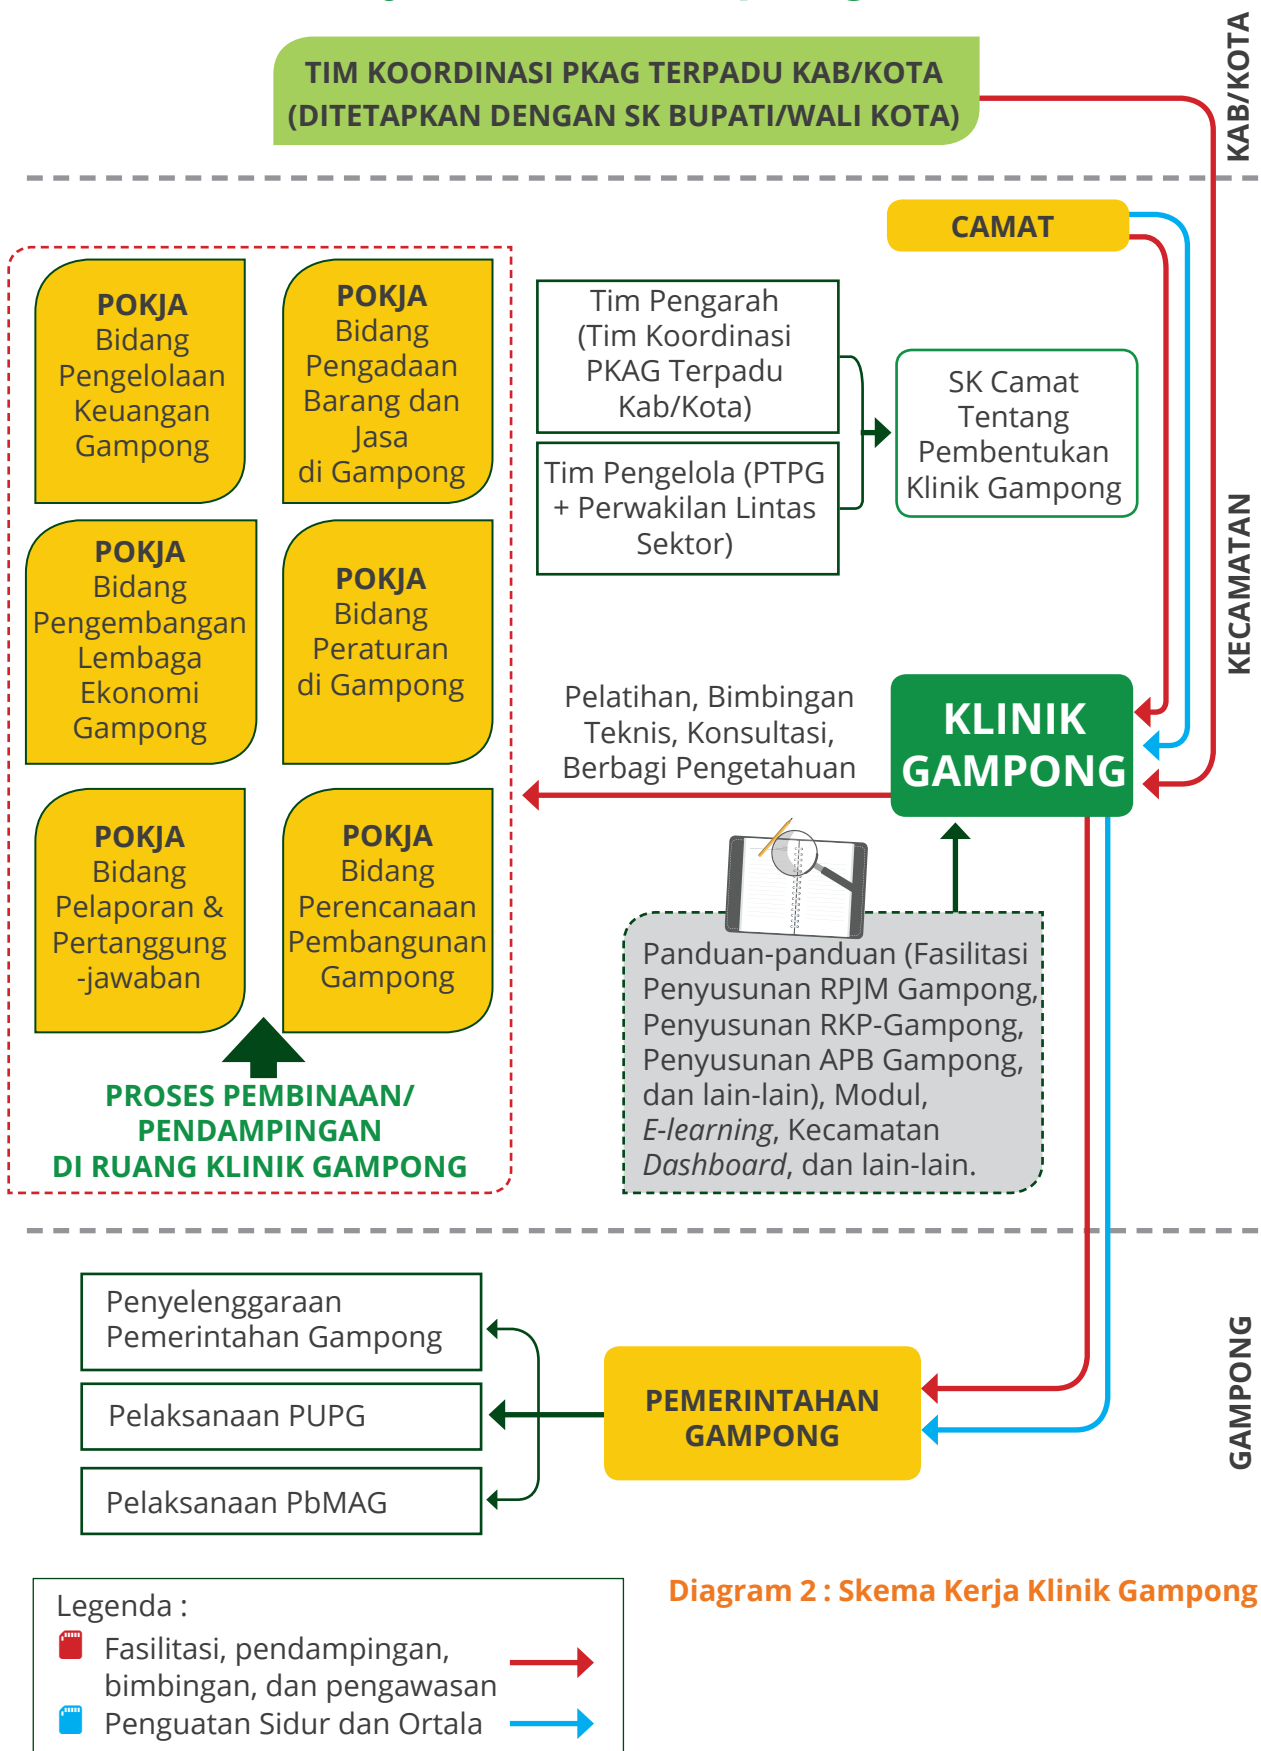 TIM KOORDINASI PKAG TERPADU KAB/KOTA
(DITETAPKAN DENGAN SK BUPATI/WALI KOTA)
KAB/KOTA
CAMAT
POKJA
Bidang
Pengelolaan
Keuangan
Gampong
POKJA
Bidang
Pengadaan
Barang dan
Jasa
di Gampong
Tim Pengarah
(Tim Koordinasi
PKAG Terpadu
Kab/Kota)
Tim Pengelola (PTPG
+ Perwakilan Lintas
Sektor)
SK Camat
Tentang
Pembentukan
Klinik Gampong
KECAMATAN
POKJA
Bidang
Pengembangan
Lembaga
Ekonomi
Gampong
POKJA
Bidang
Peraturan
di Gampong
Pelatihan, Bimbingan
Teknis, Konsultasi,
Berbagi Pengetahuan
KLINIK
GAMPONG
POKJA
Bidang
Pelaporan &
Pertanggung
-jawaban
POKJA
Bidang
Perencanaan
Pembangunan
Gampong
PROSES PEMBINAAN/
PENDAMPINGAN
DI RUANG KLINIK GAMPONG
Panduan-panduan (Fasilitasi
Penyusunan RPJM Gampong,
Penyusunan RKP-Gampong,
Penyusunan APB Gampong,
dan lain-lain), Modul,
E-learning, Kecamatan
Dashboard, dan lain-lain.
Penyelenggaraan
Pemerintahan Gampong
Pelaksanaan PUPG
Pelaksanaan PbMAG
PEMERINTAHAN
GAMPONG
GAMPONG
Diagram 2 : Skema Kerja Klinik Gampong
Legenda :
Fasilitasi, pendampingan,
bimbingan, dan pengawasan
Penguatan Sidur dan Ortala